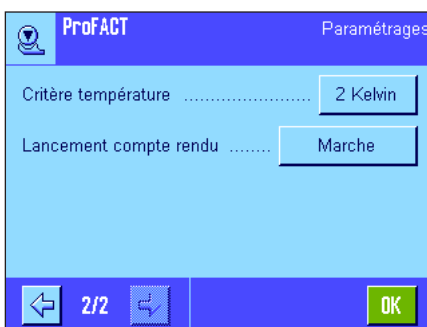 ProFACT Paramétrages
Critère température ....................... 2 Kelvin
Lancement compte rendu ........ Marche
2/2 OK